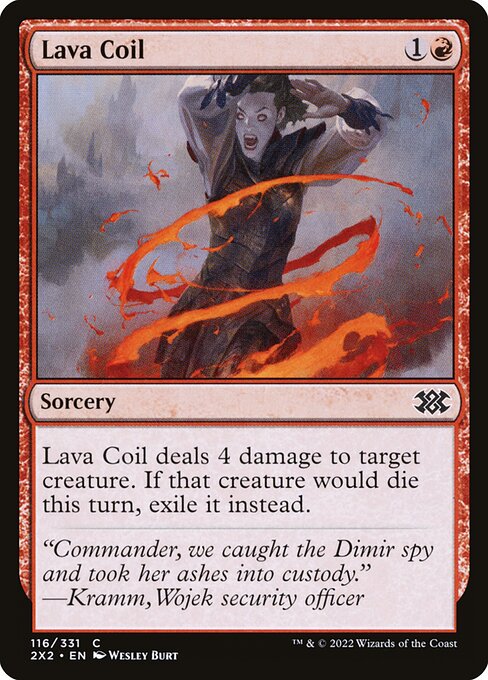 Lava Coil 1
Sorcery
Lava Coil deals 4 damage to target
creature. If that creature would die
this turn, exile it instead.
“Commander, we caught the Dimir spy
and took her ashes into custody.”
—Kramm, Wojek security officer
116/331 C
2X2 • EN Wesley Burt
™ & © 2022 Wizards of the Coast